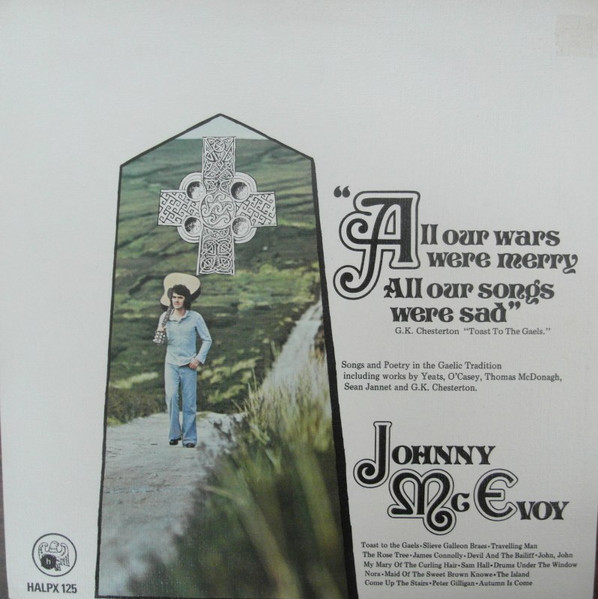 "All our wars
were merry
All our songs
were sad"
G.K. Chesterton "Toast To The Gaels."
Songs and Poetry in the Gaelic Tradition
including works by Yeats, O'Casey, Thomas McDonagh,
Sean Jannet and G.K. Chesterton.
JOHNNY
Mc EVOY
Toast to the Gaels • Slieve Galleon Braes • Travelling Man
The Rose Tree • James Connolly • Devil And The Bailiff • John, John
My Mary Of The Curling Hair • Sam Hall • Drums Under The Window
Nora • Maid Of The Sweet Brown Knowe • The Island
Come Up The Stairs • Peter Gilligan • Autumn Is Come
h
HALPX 125